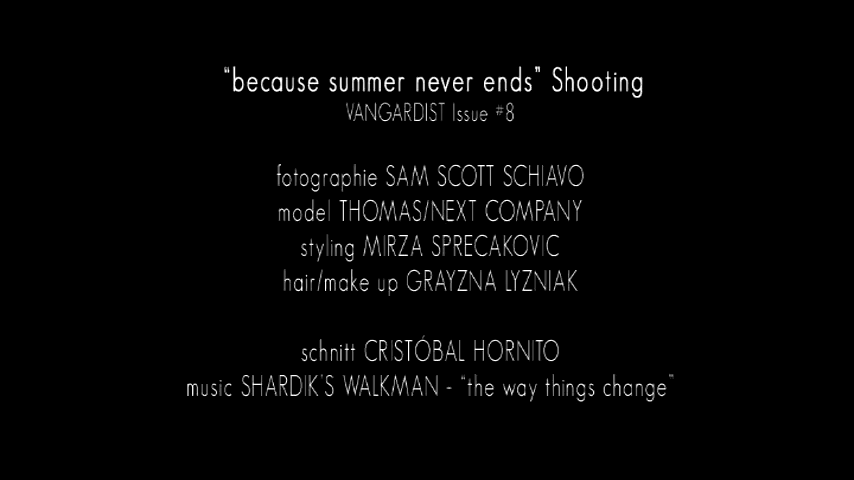 “because summer never ends” Shooting
VANGARDIST Issue #8
fotographie SAM SCOTT SCHIAVO
model THOMAS/NEXT COMPANY
styling MIRZA SPRECAKOVIC
hair/make up GRAYZNA LYZNIAK
schnitt CRISTÓBAL HORNITO
music SHARDIK'S WALKMAN - “the way things change”